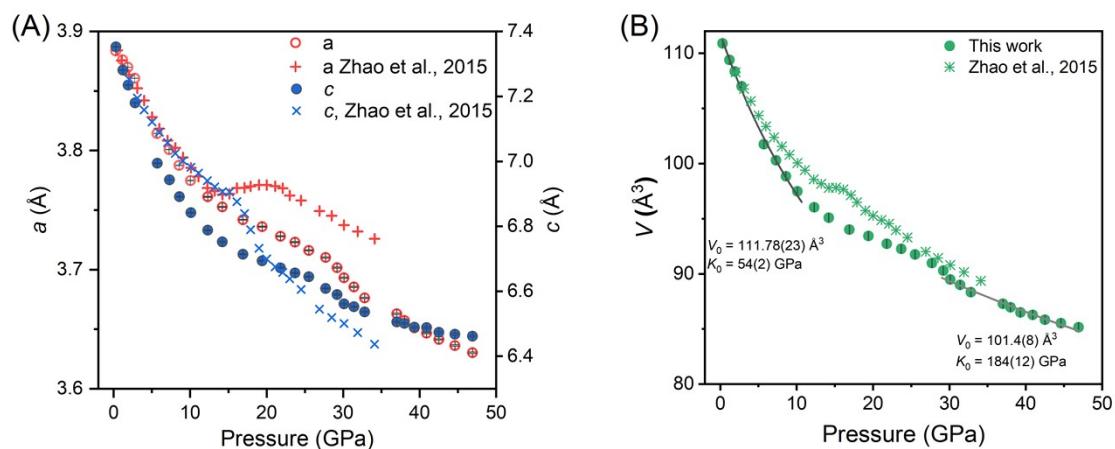 (A)
3.9
3.8
3.7
3.6
a (Å)
a
a Zhao et al., 2015
c
c, Zhao et al., 2015
7.4
7.2
7.0
6.8
6.6
6.4
c (Å)
0
10
20
30
40
50
Pressure (GPa)
(B)
110
100
90
80
V (Å³)
This work
Zhao et al., 2015
V₀ = 111.78(23) Å³
K₀ = 54(2) GPa
V₀ = 101.4(8) Å³
K₀ = 184(12) GPa
0
10
20
30
40
50
Pressure (GPa)